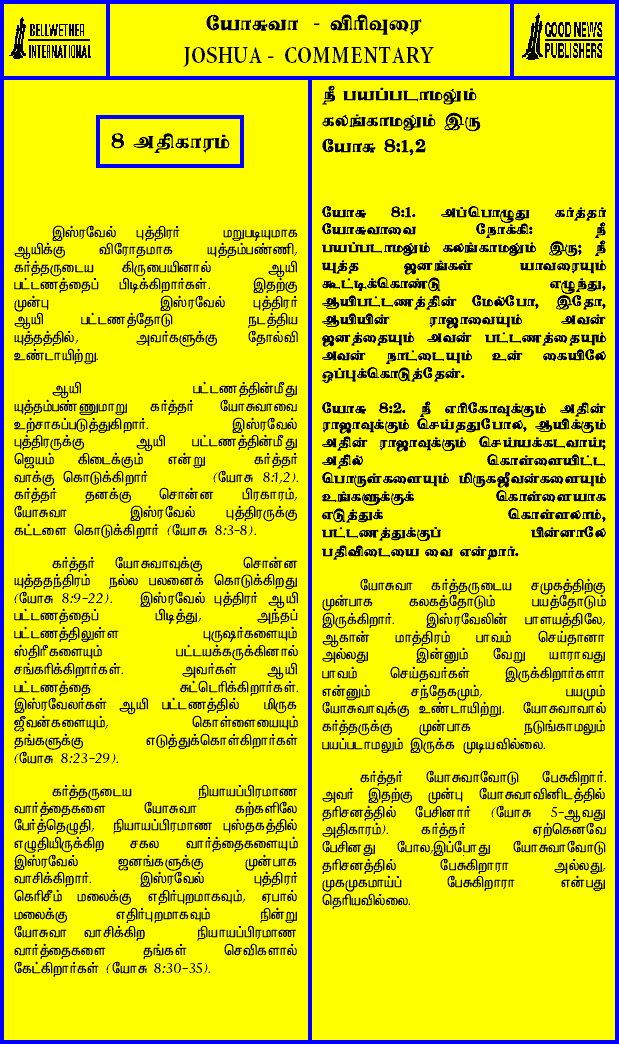 BELLWETHER
INTERNATIONAL
யோசுவா - விரிவுரை
JOSHUA - COMMENTARY
GOOD NEWS
PUBLISHERS
8 அதிகாரம்
இஸ்ரவேல் புத்திரர் மறுபடியுமாக
ஆயிக்கு விரோதமாக யுத்தம்பண்ணி,
கர்த்தருடைய கிருபையினால் ஆயி
பட்டணத்தைப் பிடிக்கிறார்கள். இதற்கு
முன்பு இஸ்ரவேல் புத்திரர்
ஆயி பட்டணத்தோடு நடத்திய
யுத்தத்தில், அவர்களுக்கு தோல்வி
உண்டாயிற்று.
ஆயி பட்டணத்தின்மீது
யுத்தம்பண்ணுமாறு கர்த்தர் யோசுவாவை
உற்சாகப்படுத்துகிறார். இஸ்ரவேல்
புத்திரருக்கு ஆயி பட்டணத்தின்மீது
ஜெயம் கிடைக்கும் என்று கர்த்தர்
வாக்கு கொடுக்கிறார் (யோசு 8:1,2).
கர்த்தர் தனக்கு சொன்ன பிரகாரம்,
யோசுவா இஸ்ரவேல் புத்திரருக்கு
கட்டளை கொடுக்கிறார் (யோசு 8:3-8).
கர்த்தர் யோசுவாவுக்கு சொன்ன
யுத்ததந்திரம் நல்ல பலனைக் கொடுக்கிறது
(யோசு 8:9-22). இஸ்ரவேல் புத்திரர் ஆயி
பட்டணத்தைப் பிடித்து, அந்தப்
பட்டணத்திலுள்ள புருஷர்களையும்
ஸ்திரீகளையும் பட்டயக்கருக்கினால்
சங்கரிக்கிறார்கள். அவர்கள் ஆயி
பட்டணத்தை சுட்டெரிக்கிறார்கள்.
இஸ்ரவேலர்கள் ஆயி பட்டணத்தில் மிருக
ஜீவன்களையும், கொள்ளையையும்
தங்களுக்கு எடுத்துக்கொள்கிறார்கள்
(யோசு 8:23-29).
கர்த்தருடைய நியாயப்பிரமாண
வார்த்தைகளை யோசுவா கற்களிலே
பேர்த்தெழுதி, நியாயப்பிரமாண புஸ்தகத்தில்
எழுதியிருக்கிற சகல வார்த்தைகளையும்
இஸ்ரவேல் ஜனங்களுக்கு முன்பாக
வாசிக்கிறார். இஸ்ரவேல் புத்திரர்
கெரிசீம் மலைக்கு எதிர்புறமாகவும், ஏபால்
மலைக்கு எதிர்புறமாகவும் நின்று
யோசுவா வாசிக்கிற நியாயப்பிரமாண
வார்த்தைகளை தங்கள் செவிகளால்
கேட்கிறார்கள் (யோசு 8:30-35).
நீ பயப்படாமலும்
கலங்காமலும் இரு
யோசு 8:1,2
யோசு 8:1. அப்பொழுது கர்த்தர்
யோசுவாவை நோக்கி: நீ
பயப்படாமலும் கலங்காமலும் இரு; நீ
யுத்த ஜனங்கள் யாவரையும்
கூட்டிக்கொண்டு எழுந்து,
ஆயிபட்டணத்தின் மேல்போ, இதோ,
ஆயியின் ராஜாவையும் அவன்
ஜனத்தையும் அவன் பட்டணத்தையும்
அவன் நாட்டையும் உன் கையிலே
ஒப்புக்கொடுத்தேன்.
யோசு 8:2. நீ எரிகோவுக்கும் அதின்
ராஜாவுக்கும் செய்ததுபோல, ஆயிக்கும்
அதின் ராஜாவுக்கும் செய்யக்கடவாய்;
அதில் கொள்ளையிட்ட
பொருள்களையும் மிருகஜீவன்களையும்
உங்களுக்குக் கொள்ளையாக
எடுத்துக் கொள்ளலாம்,
பட்டணத்துக்குப் பின்னாலே
பதிவிடையை வை என்றார்.
யோசுவா கர்த்தருடைய சமுகத்திற்கு
முன்பாக கலகத்தோடும் பயத்தோடும்
இருக்கிறார். இஸ்ரவேலின் பாளயத்திலே,
ஆகான் மாத்திரம் பாவம் செய்தானா
அல்லது இன்னும் வேறு யாராவது
பாவம் செய்தவர்கள் இருக்கிறார்களா
என்னும் சந்தேகமும், பயமும்
யோசுவாவுக்கு உண்டாயிற்று. யோசுவாவால்
கர்த்தருக்கு முன்பாக நடுங்காமலும்
பயப்படாமலும் இருக்க முடியவில்லை.
கர்த்தர் யோசுவாவோடு பேசுகிறார்.
அவர் இதற்கு முன்பு யோசுவாவினிடத்தில்
தரிசனத்தில் பேசினார் (யோசு 5-ஆவது
அதிகாரம்). கர்த்தர் ஏற்கெனவே
பேசினது போல,இப்போது யோசுவாவோடு
தரிசனத்தில் பேசுகிறாரா அல்லது,
முகமுகமாய்ப் பேசுகிறாரா என்பது
தெரியவில்லை.